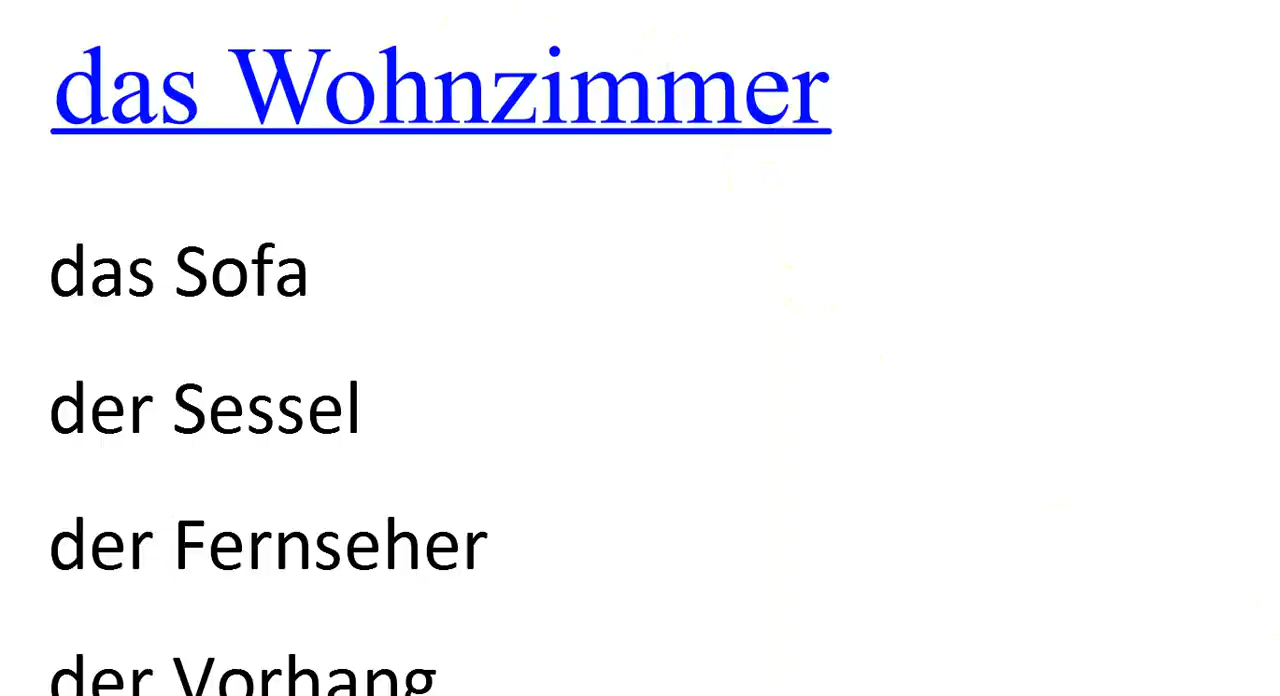 das Wohnzimmer
das Sofa
der Sessel
der Fernseher
der Vorhang